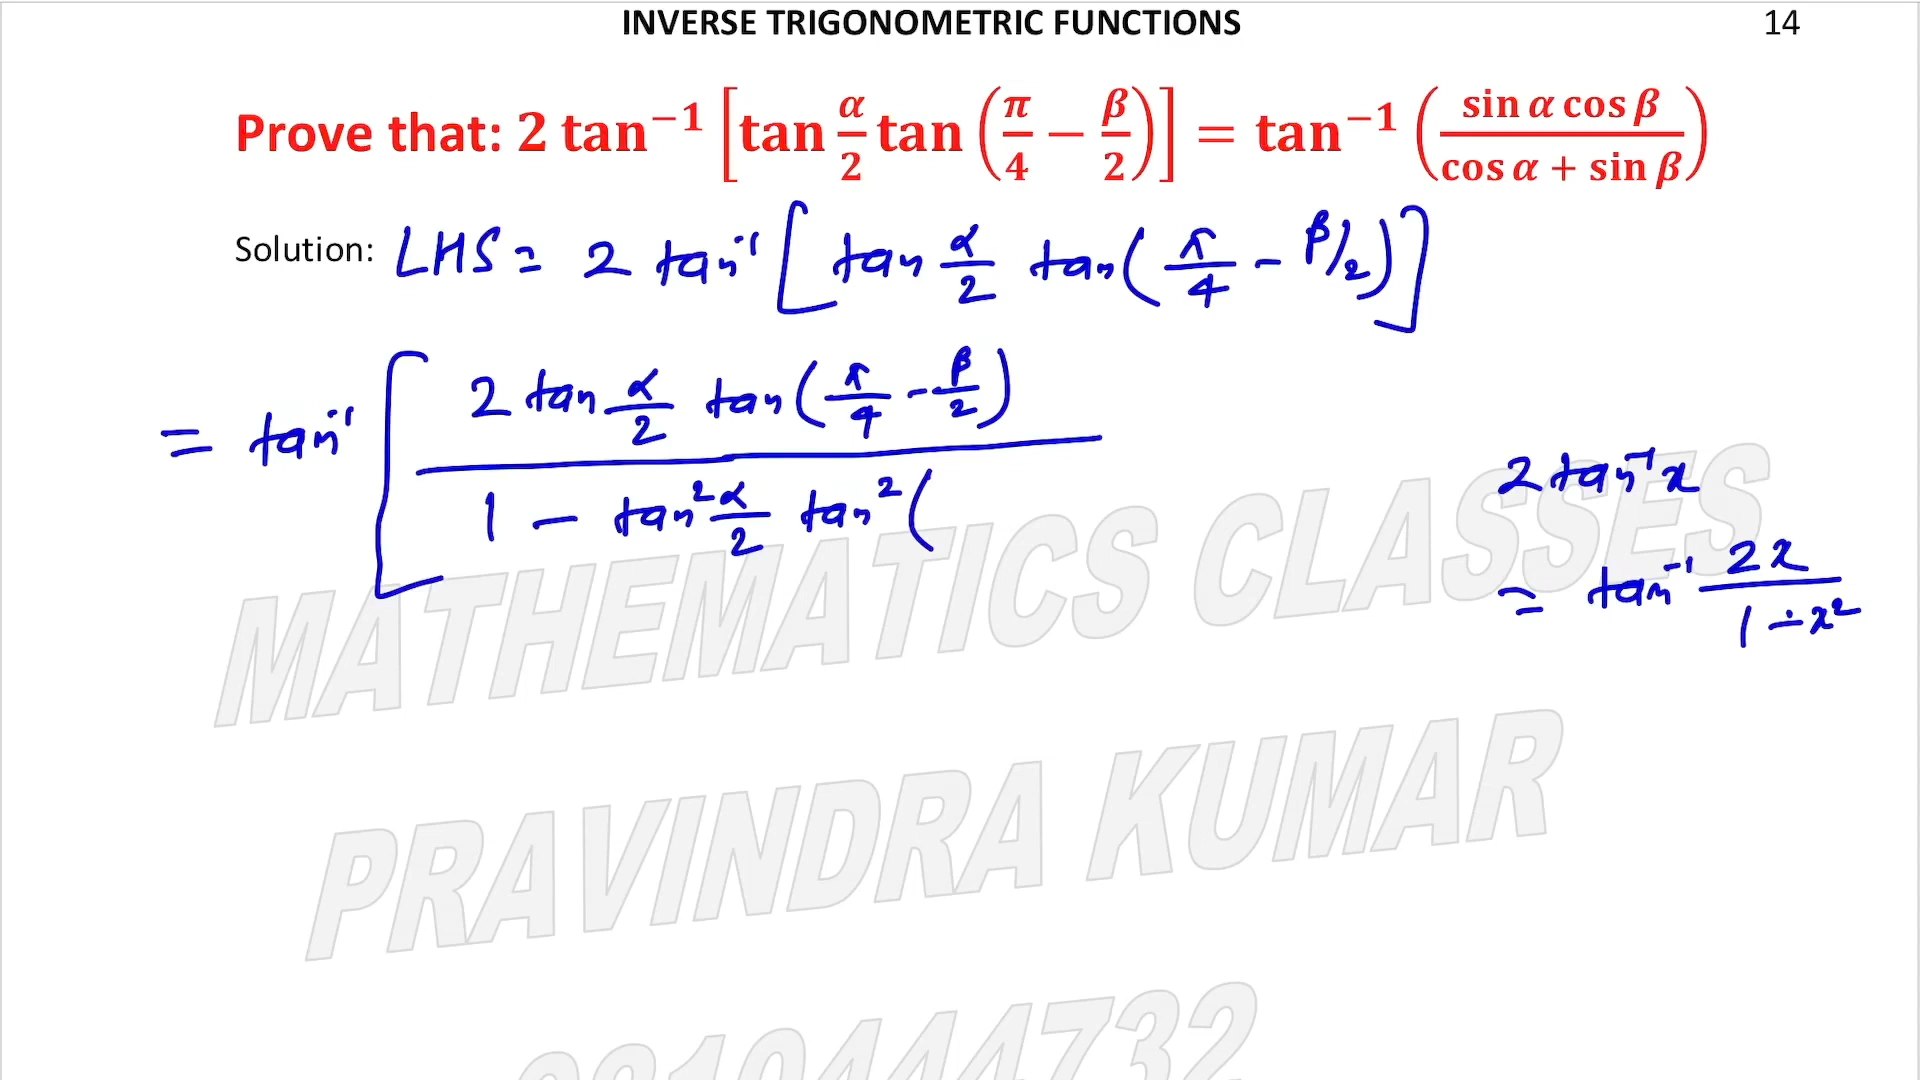 INVERSE TRIGONOMETRIC FUNCTIONS 14
Prove that: 2 tan⁻¹ [tan α/2 tan (π/4 − β/2)] = tan⁻¹ (sin α cos β / cos α + sin β)
Solution: LHS = 2 tan⁻¹ [ tan α/2 tan( π/4 − β/2 ) ]
= tan⁻¹ [ 2 tan α/2 tan ( π/4 − β/2 )
1 − tan² α/2 tan² (
2 tan⁻¹ x
= tan⁻¹ 2x / 1 − x²
MATHEMATICS CLASSES
PRAVINDRA KUMAR